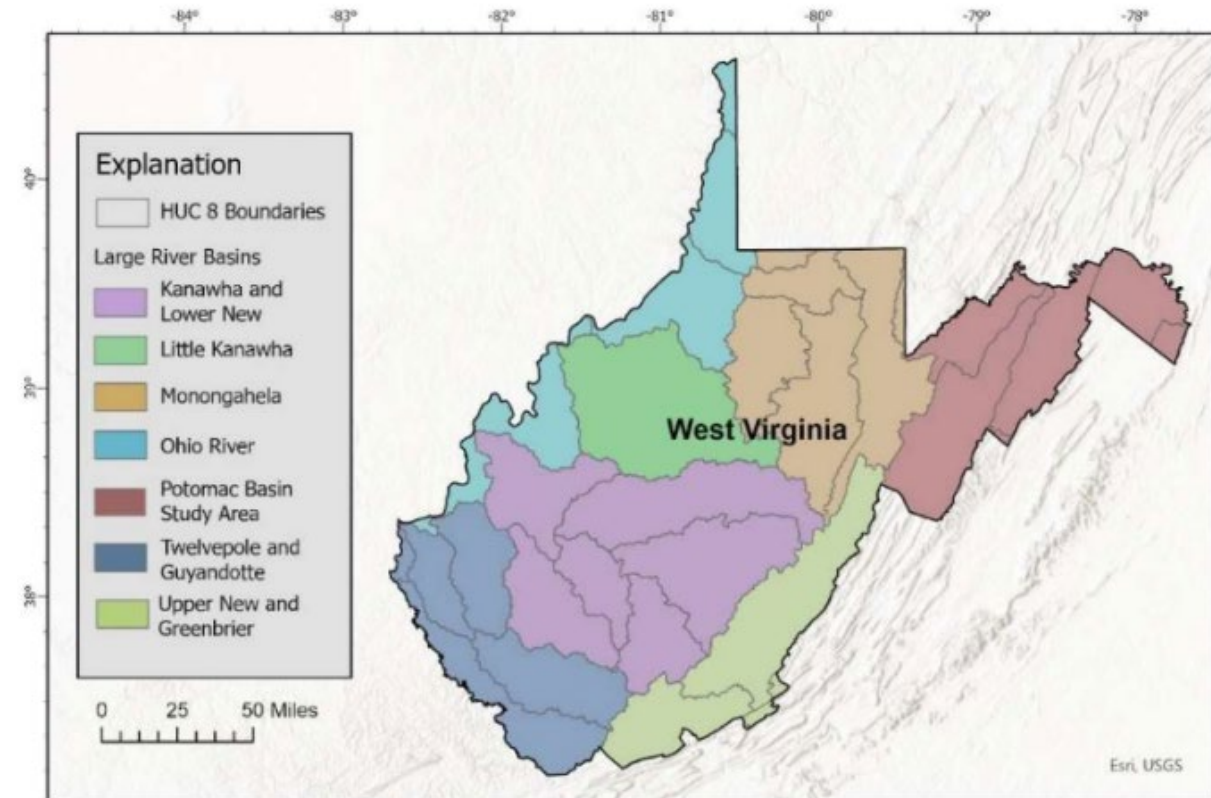 -84°
-83°
-82°
-81°
-80°
-79°
-78°
40°
39°
38°
Explanation
HUC 8 Boundaries
Large River Basins
Kanawha and
Lower New
Little Kanawha
Monongahela
Ohio River
Potomac Basin
Study Area
Twelvepole and
Guyandotte
Upper New and
Greenbrier
0 25 50 Miles
West Virginia
Esri, USGS